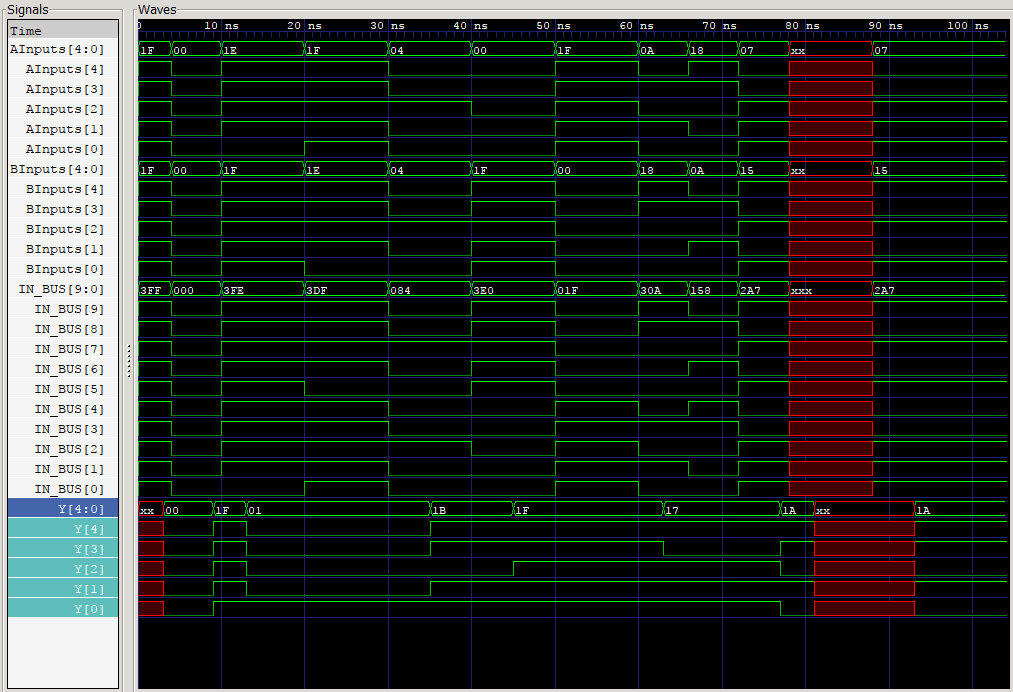 Signals
Waves
Time
0 10 ns 20 ns 30 ns 40 ns 50 ns 60 ns 70 ns 80 ns 90 ns 100 ns
AInputs[4:0] 1F 00 1E 1F 04 00 1F 0A 18 07 xx 07
AInputs[4]
AInputs[3]
AInputs[2]
AInputs[1]
AInputs[0]
BInputs[4:0] 1F 00 1F 1E 04 1F 00 18 0A 15 xx 15
BInputs[4]
BInputs[3]
BInputs[2]
BInputs[1]
BInputs[0]
IN_BUS[9:0] 3FF 000 3FE 3DF 084 3E0 01F 30A 158 2A7 xxx 2A7
IN_BUS[9]
IN_BUS[8]
IN_BUS[7]
IN_BUS[6]
IN_BUS[5]
IN_BUS[4]
IN_BUS[3]
IN_BUS[2]
IN_BUS[1]
IN_BUS[0]
Y[4:0] xx 00 1F 01 1B 1F 17 1A xx 1A
Y[4]
Y[3]
Y[2]
Y[1]
Y[0]